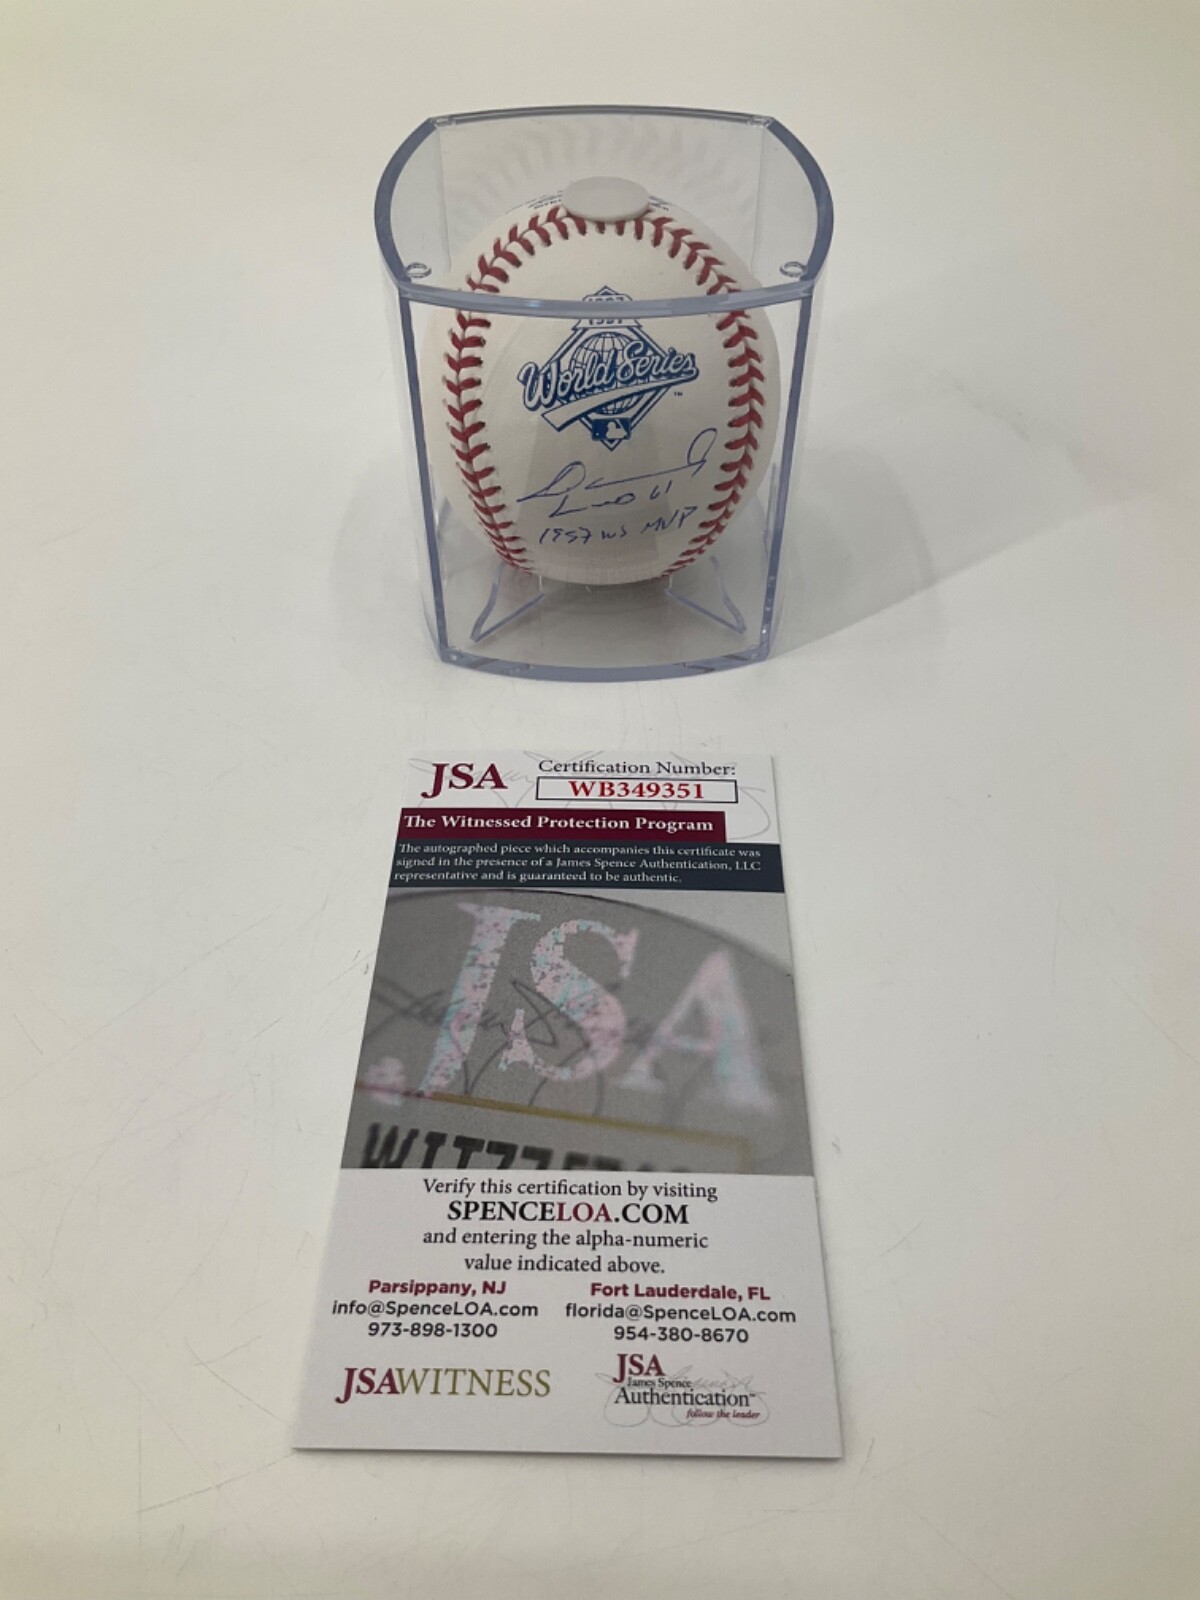 1997
World Series
™
61
1997 WS MVP
JSA
Certification Number:
WB349351
The Witnessed Protection Program
The autographed piece which accompanies this certificate was
signed in the presence of a James Spence Authentication, LLC
representative and is guaranteed to be authentic.
JSA
Verify this certification by visiting
SPENCELOA.COM
and entering the alpha-numeric
value indicated above.
Parsippany, NJ
info@SpenceLOA.com
973-898-1300
Fort Lauderdale, FL
florida@SpenceLOA.com
954-380-8670
JSAWITNESS
JSA
James Spence
Authentication™
follow the leader